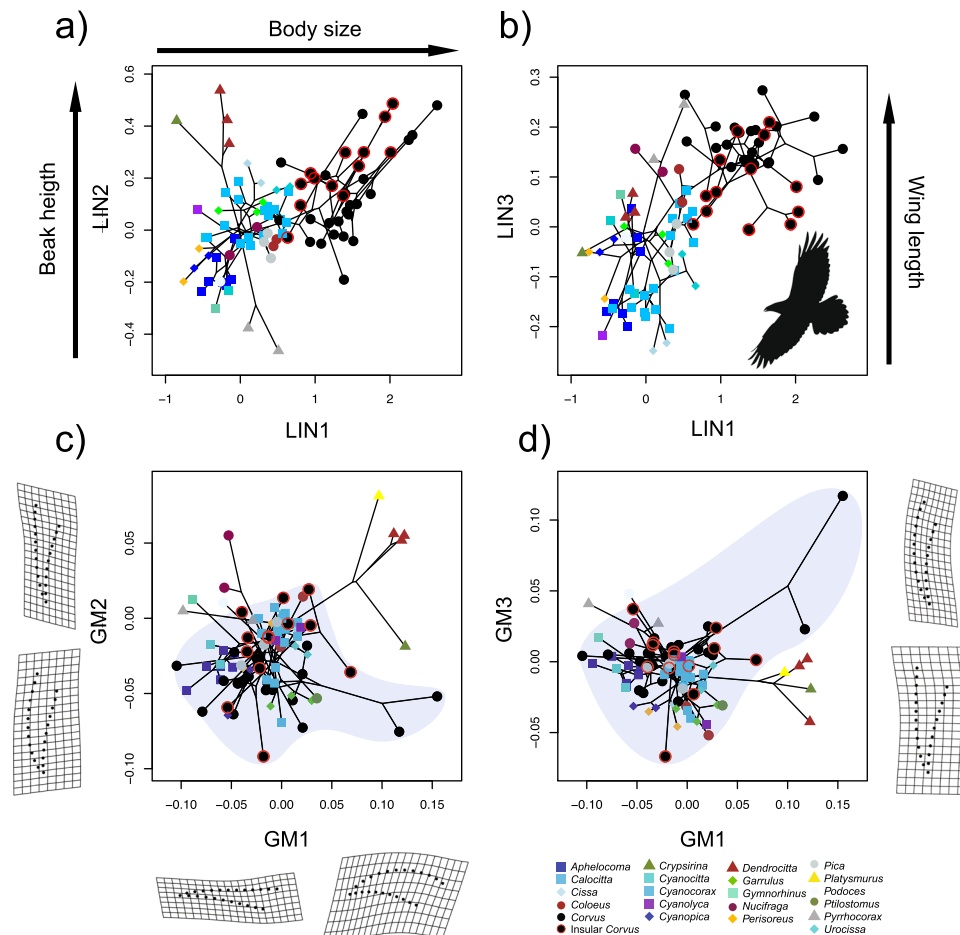 a)
Body size
b)
Beak heigth
LIN2
0.6
0.4
0.2
0.0
−0.2
−0.4
−1
0
1
2
LIN1
LIN3
0.3
0.2
0.1
0.0
−0.1
−0.2
−1
0
1
2
LIN1
Wing length
c)
GM2
0.05
0.00
−0.05
−0.10
−0.10
−0.05
0.00
0.05
0.10
0.15
GM1
d)
GM3
0.10
0.05
0.00
−0.05
−0.10
−0.05
0.00
0.05
0.10
0.15
GM1
Aphelocoma
Calocitta
Cissa
Coloeus
Corvus
Insular Corvus
Crypsirina
Cyanocitta
Cyanocorax
Cyanolyca
Cyanopica
Dendrocitta
Garrulus
Gymnorhinus
Nucifraga
Perisoreus
Pica
Platysmurus
Podoces
Ptilostomus
Pyrrhocorax
Urocissa